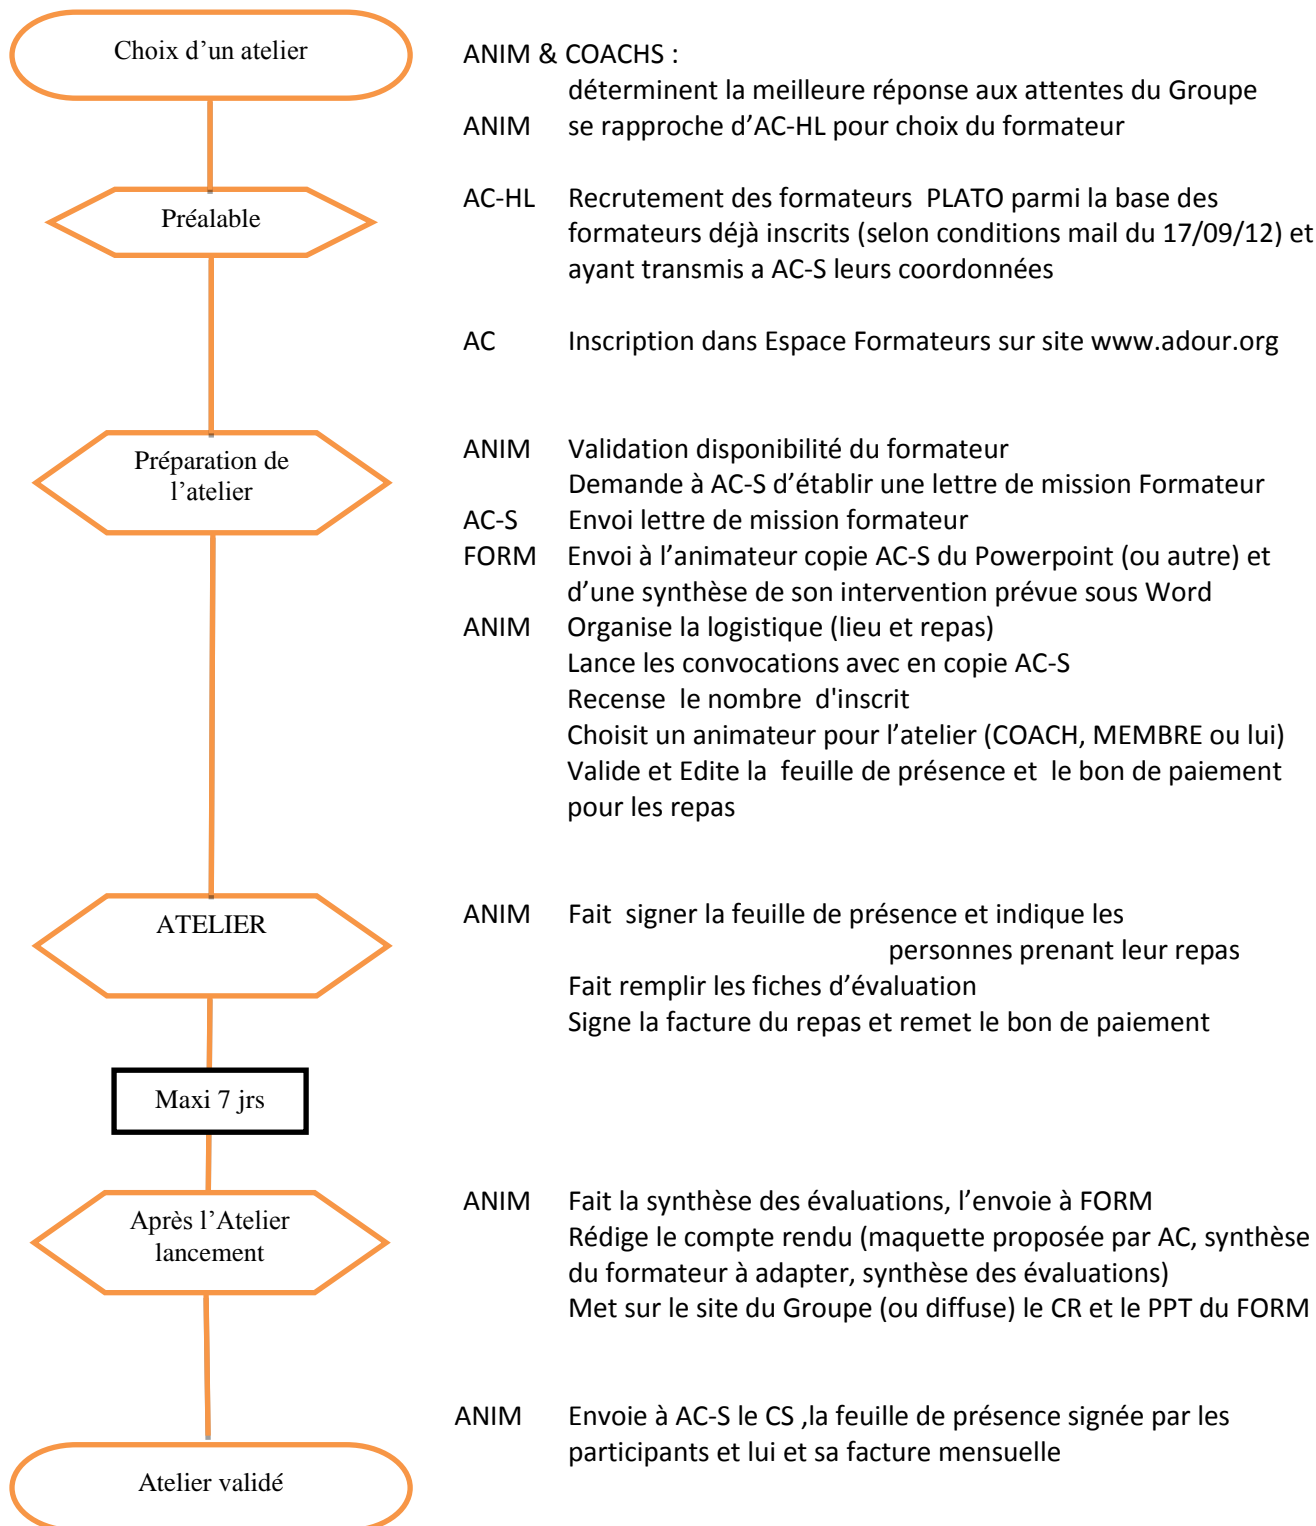 Choix d’un atelier
ANIM & COACHS :
déterminent la meilleure réponse aux attentes du Groupe
ANIM se rapproche d’AC-HL pour choix du formateur
Préalable
AC-HL Recrutement des formateurs PLATO parmi la base des
formateurs déjà inscrits (selon conditions mail du 17/09/12) et
ayant transmis a AC-S leurs coordonnées
AC Inscription dans Espace Formateurs sur site www.adour.org
Préparation de
l’atelier
ANIM Validation disponibilité du formateur
Demande à AC-S d’établir une lettre de mission Formateur
AC-S Envoi lettre de mission formateur
FORM Envoi à l’animateur copie AC-S du Powerpoint (ou autre) et
d’une synthèse de son intervention prévue sous Word
ANIM Organise la logistique (lieu et repas)
Lance les convocations avec en copie AC-S
Recense le nombre d'inscrit
Choisit un animateur pour l’atelier (COACH, MEMBRE ou lui)
Valide et Edite la feuille de présence et le bon de paiement
pour les repas
ATELIER
ANIM Fait signer la feuille de présence et indique les
personnes prenant leur repas
Fait remplir les fiches d’évaluation
Signe la facture du repas et remet le bon de paiement
Maxi 7 jrs
Après l’Atelier
lancement
ANIM Fait la synthèse des évaluations, l’envoie à FORM
Rédige le compte rendu (maquette proposée par AC, synthèse
du formateur à adapter, synthèse des évaluations)
Met sur le site du Groupe (ou diffuse) le CR et le PPT du FORM
ANIM Envoie à AC-S le CS ,la feuille de présence signée par les
participants et lui et sa facture mensuelle
Atelier validé